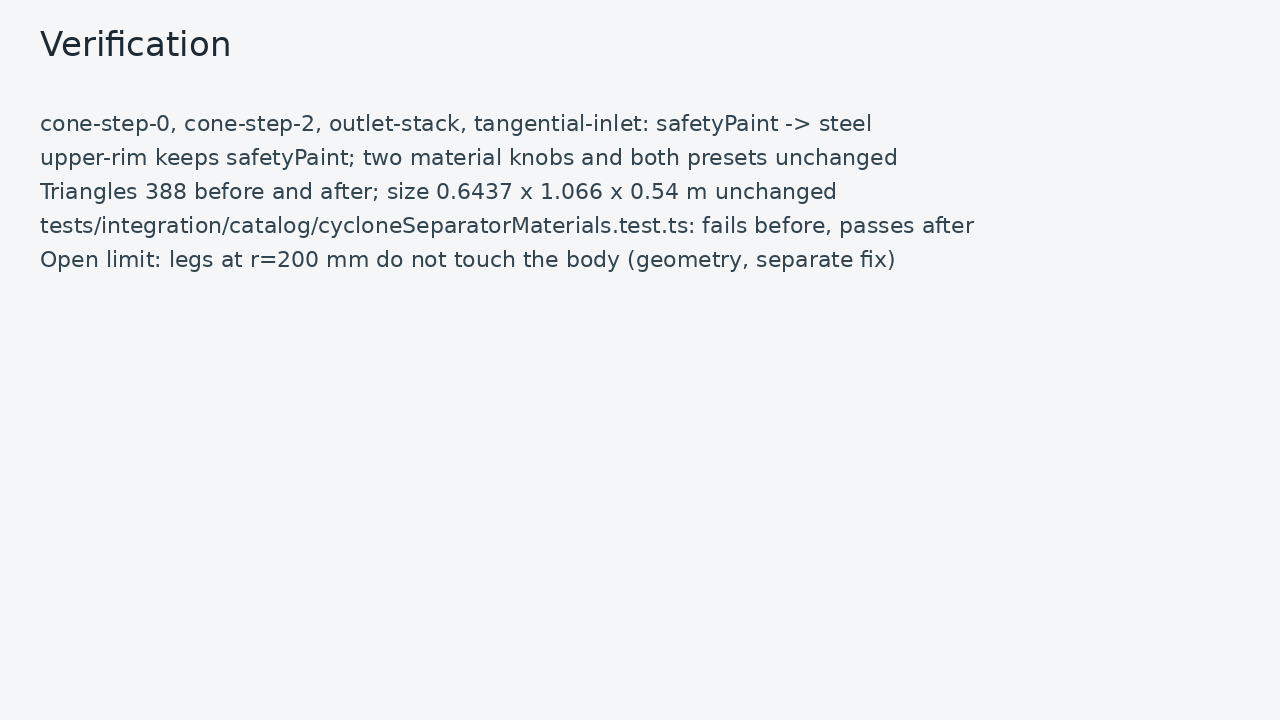 Verification
cone-step-0, cone-step-2, outlet-stack, tangential-inlet: safetyPaint -> steel
upper-rim keeps safetyPaint; two material knobs and both presets unchanged
Triangles 388 before and after; size 0.6437 x 1.066 x 0.54 m unchanged
tests/integration/catalog/cycloneSeparatorMaterials.test.ts: fails before, passes after
Open limit: legs at r=200 mm do not touch the body (geometry, separate fix)